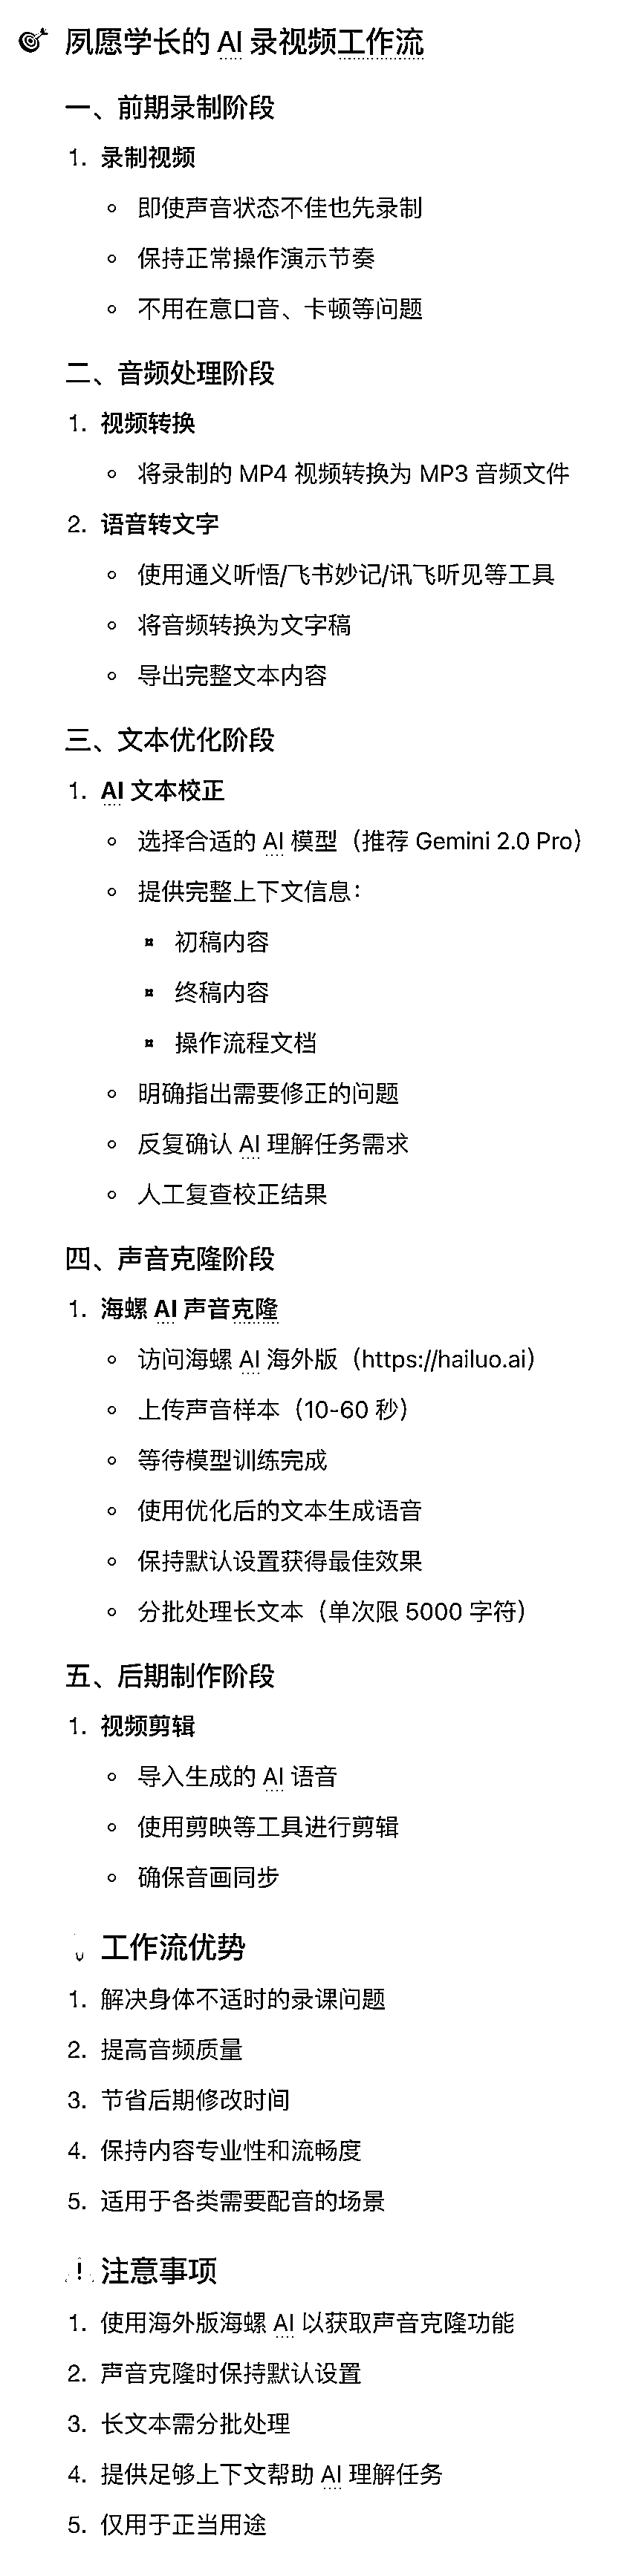 夙愿学长的 AI 录视频工作流
一、前期录制阶段
1. 录制视频
即使声音状态不佳也先录制
保持正常操作演示节奏
不用在意口音、卡顿等问题
二、音频处理阶段
1. 视频转换
将录制的 MP4 视频转换为 MP3 音频文件
2. 语音转文字
使用通义听悟/飞书妙记/讯飞听见等工具
将音频转换为文字稿
导出完整文本内容
三、文本优化阶段
1. AI 文本校正
选择合适的 AI 模型（推荐 Gemini 2.0 Pro）
提供完整上下文信息：
初稿内容
终稿内容
操作流程文档
明确指出需要修正的问题
反复确认 AI 理解任务需求
人工复查校正结果
四、声音克隆阶段
1. 海螺 AI 声音克隆
访问海螺 AI 海外版（https://hailuo.ai）
上传声音样本（10-60 秒）
等待模型训练完成
使用优化后的文本生成语音
保持默认设置获得最佳效果
分批处理长文本（单次限 5000 字符）
五、后期制作阶段
1. 视频剪辑
导入生成的 AI 语音
使用剪映等工具进行剪辑
确保音画同步
工作流优势
1. 解决身体不适时的录课问题
2. 提高音频质量
3. 节省后期修改时间
4. 保持内容专业性和流畅度
5. 适用于各类需要配音的场景
注意事项
1. 使用海外版海螺 AI 以获取声音克隆功能
2. 声音克隆时保持默认设置
3. 长文本需分批处理
4. 提供足够上下文帮助 AI 理解任务
5. 仅用于正当用途